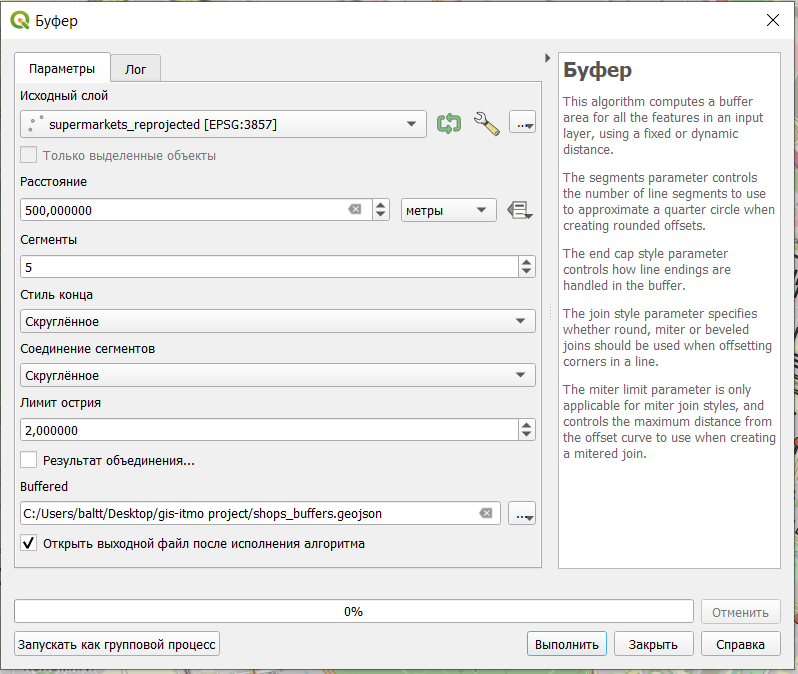 Буфер
Параметры
Лог
Исходный слой
supermarkets_reprojected [EPSG:3857]
...
Только выделенные объекты
Расстояние
500,000000
метры
Сегменты
5
Стиль конца
Скруглённое
Соединение сегментов
Скруглённое
Лимит острия
2,000000
Результат объединения...
Buffered
C:/Users/baltt/Desktop/gis-itmo project/shops_buffers.geojson
...
Открыть выходной файл после исполнения алгоритма
Буфер
This algorithm computes a buffer
area for all the features in an input
layer, using a fixed or dynamic
distance.
The segments parameter controls
the number of line segments to use
to approximate a quarter circle when
creating rounded offsets.
The end cap style parameter
controls how line endings are
handled in the buffer.
The join style parameter specifies
whether round, miter or beveled
joins should be used when offsetting
corners in a line.
The miter limit parameter is only
applicable for miter join styles, and
controls the maximum distance from
the offset curve to use when creating
a mitered join.
0%
Отменить
Запускать как групповой процесс
Выполнить
Закрыть
Справка